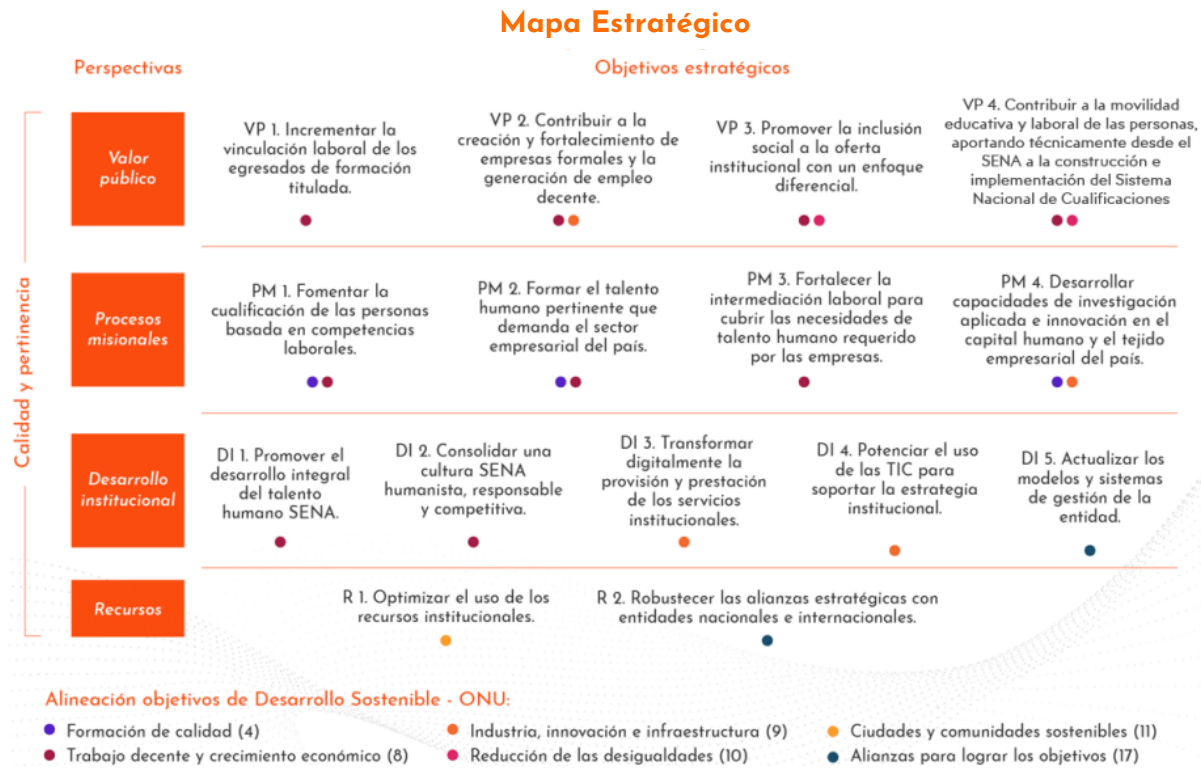 Mapa Estratégico
Perspectivas
Objetivos estratégicos
Calidad y pertinencia
Valor
público
VP 1. Incrementar la
vinculación laboral de los
egresados de formación
titulada.
VP 2. Contribuir a la
creación y fortalecimiento de
empresas formales y la
generación de empleo
decente.
VP 3. Promover la inclusión
social a la oferta
institucional con un enfoque
diferencial.
VP 4. Contribuir a la movilidad
educativa y laboral de las personas,
aportando técnicamente desde el
SENA a la construcción e
implementación del Sistema
Nacional de Cualificaciones
Procesos
misionales
PM 1. Fomentar la
cualificación de las personas
basada en competencias
laborales.
PM 2. Formar el talento
humano pertinente que
demanda el sector
empresarial del país.
PM 3. Fortalecer la
intermediación laboral para
cubrir las necesidades de
talento humano requerido
por las empresas.
PM 4. Desarrollar
capacidades de investigación
aplicada e innovación en el
capital humano y el tejido
empresarial del país.
Desarrollo
institucional
DI 1. Promover el
desarrollo integral
del talento
humano SENA.
DI 2. Consolidar una
cultura SENA
humanista, responsable
y competitiva.
DI 3. Transformar
digitalmente la
provisión y prestación
de los servicios
institucionales.
DI 4. Potenciar el uso
de las TIC para
soportar la estrategia
institucional.
DI 5. Actualizar los
modelos y sistemas
de gestión de la
entidad.
Recursos
R 1. Optimizar el uso de los
recursos institucionales.
R 2. Robustecer las alianzas estratégicas con
entidades nacionales e internacionales.
Alineación objetivos de Desarrollo Sostenible - ONU:
Formación de calidad (4)
Industria, innovación e infraestructura (9)
Ciudades y comunidades sostenibles (11)
Trabajo decente y crecimiento económico (8)
Reducción de las desigualdades (10)
Alianzas para lograr los objetivos (17)